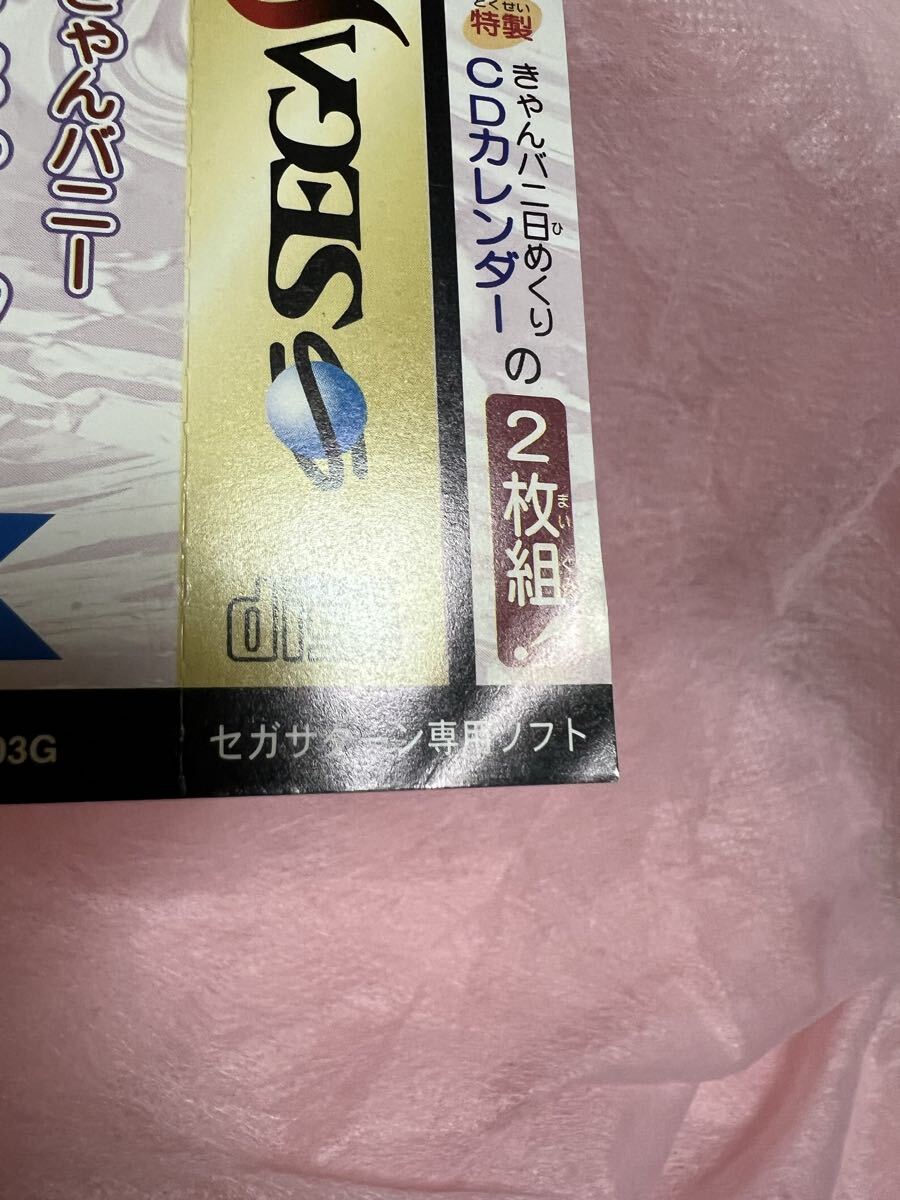 とくせい
特製
きゃんバニ日めくり
ひ
CDカレンダーの
2枚組!
まいぐ
SEGA
disc
ゃんバニー
セガサターン専用ソフト
03G